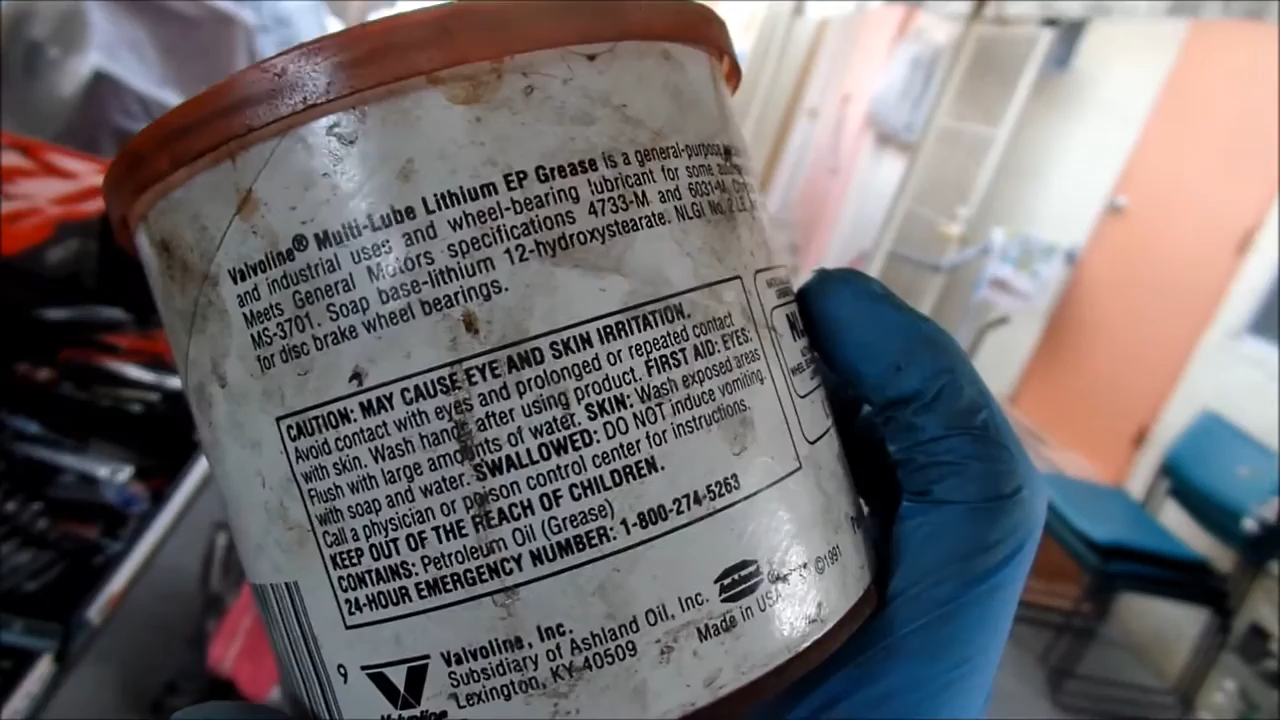 Valvoline® Multi-Lube Lithium EP Grease is a general-purpose
and industrial uses and wheel-bearing lubricant for some
Meets General Motors specifications 4733-M and 6031-M.
MS-3701. Soap base-lithium 12-hydroxystearate. NLGI No. 2
for disc brake wheel bearings.
CAUTION: MAY CAUSE EYE AND SKIN IRRITATION.
Avoid contact with eyes and prolonged or repeated contact
with skin. Wash hands after using product. FIRST AID: EYES:
Flush with large amounts of water. SKIN: Wash exposed areas
with soap and water. SWALLOWED: DO NOT induce vomiting.
Call a physician or poison control center for instructions.
KEEP OUT OF THE REACH OF CHILDREN.
CONTAINS: Petroleum Oil (Grease)
24-HOUR EMERGENCY NUMBER: 1-800-274-5263
9
Valvoline, Inc.
Subsidiary of Ashland Oil, Inc.
Lexington, KY 40509
Made in USA
©1991
Valvoline